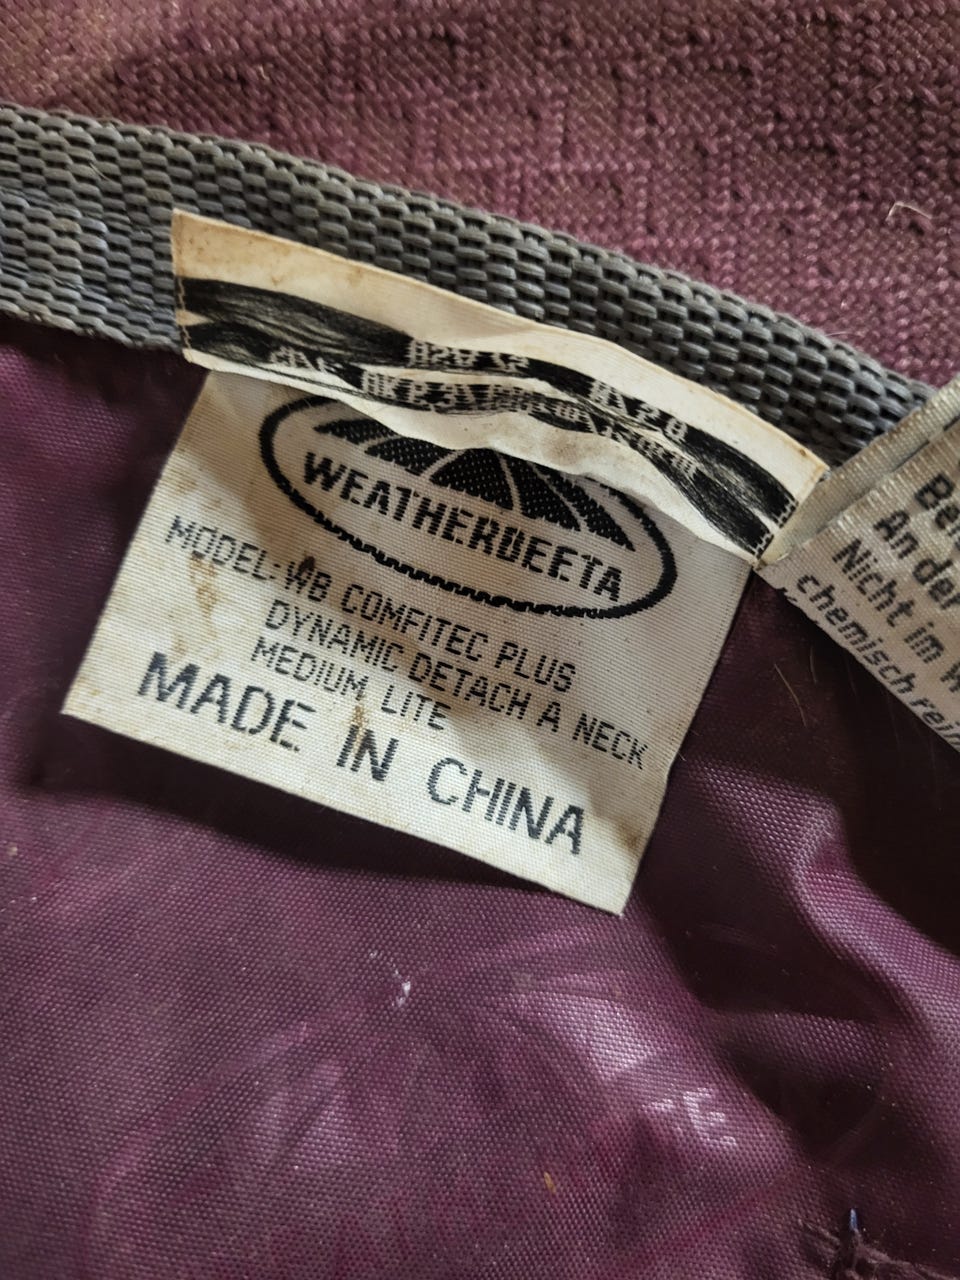 WEATHERBEETA
MODEL: WB COMFITEC PLUS
DYNAMIC DETACH A NECK
MEDIUM LITE
MADE IN CHINA
An der
Nicht im
chemisch